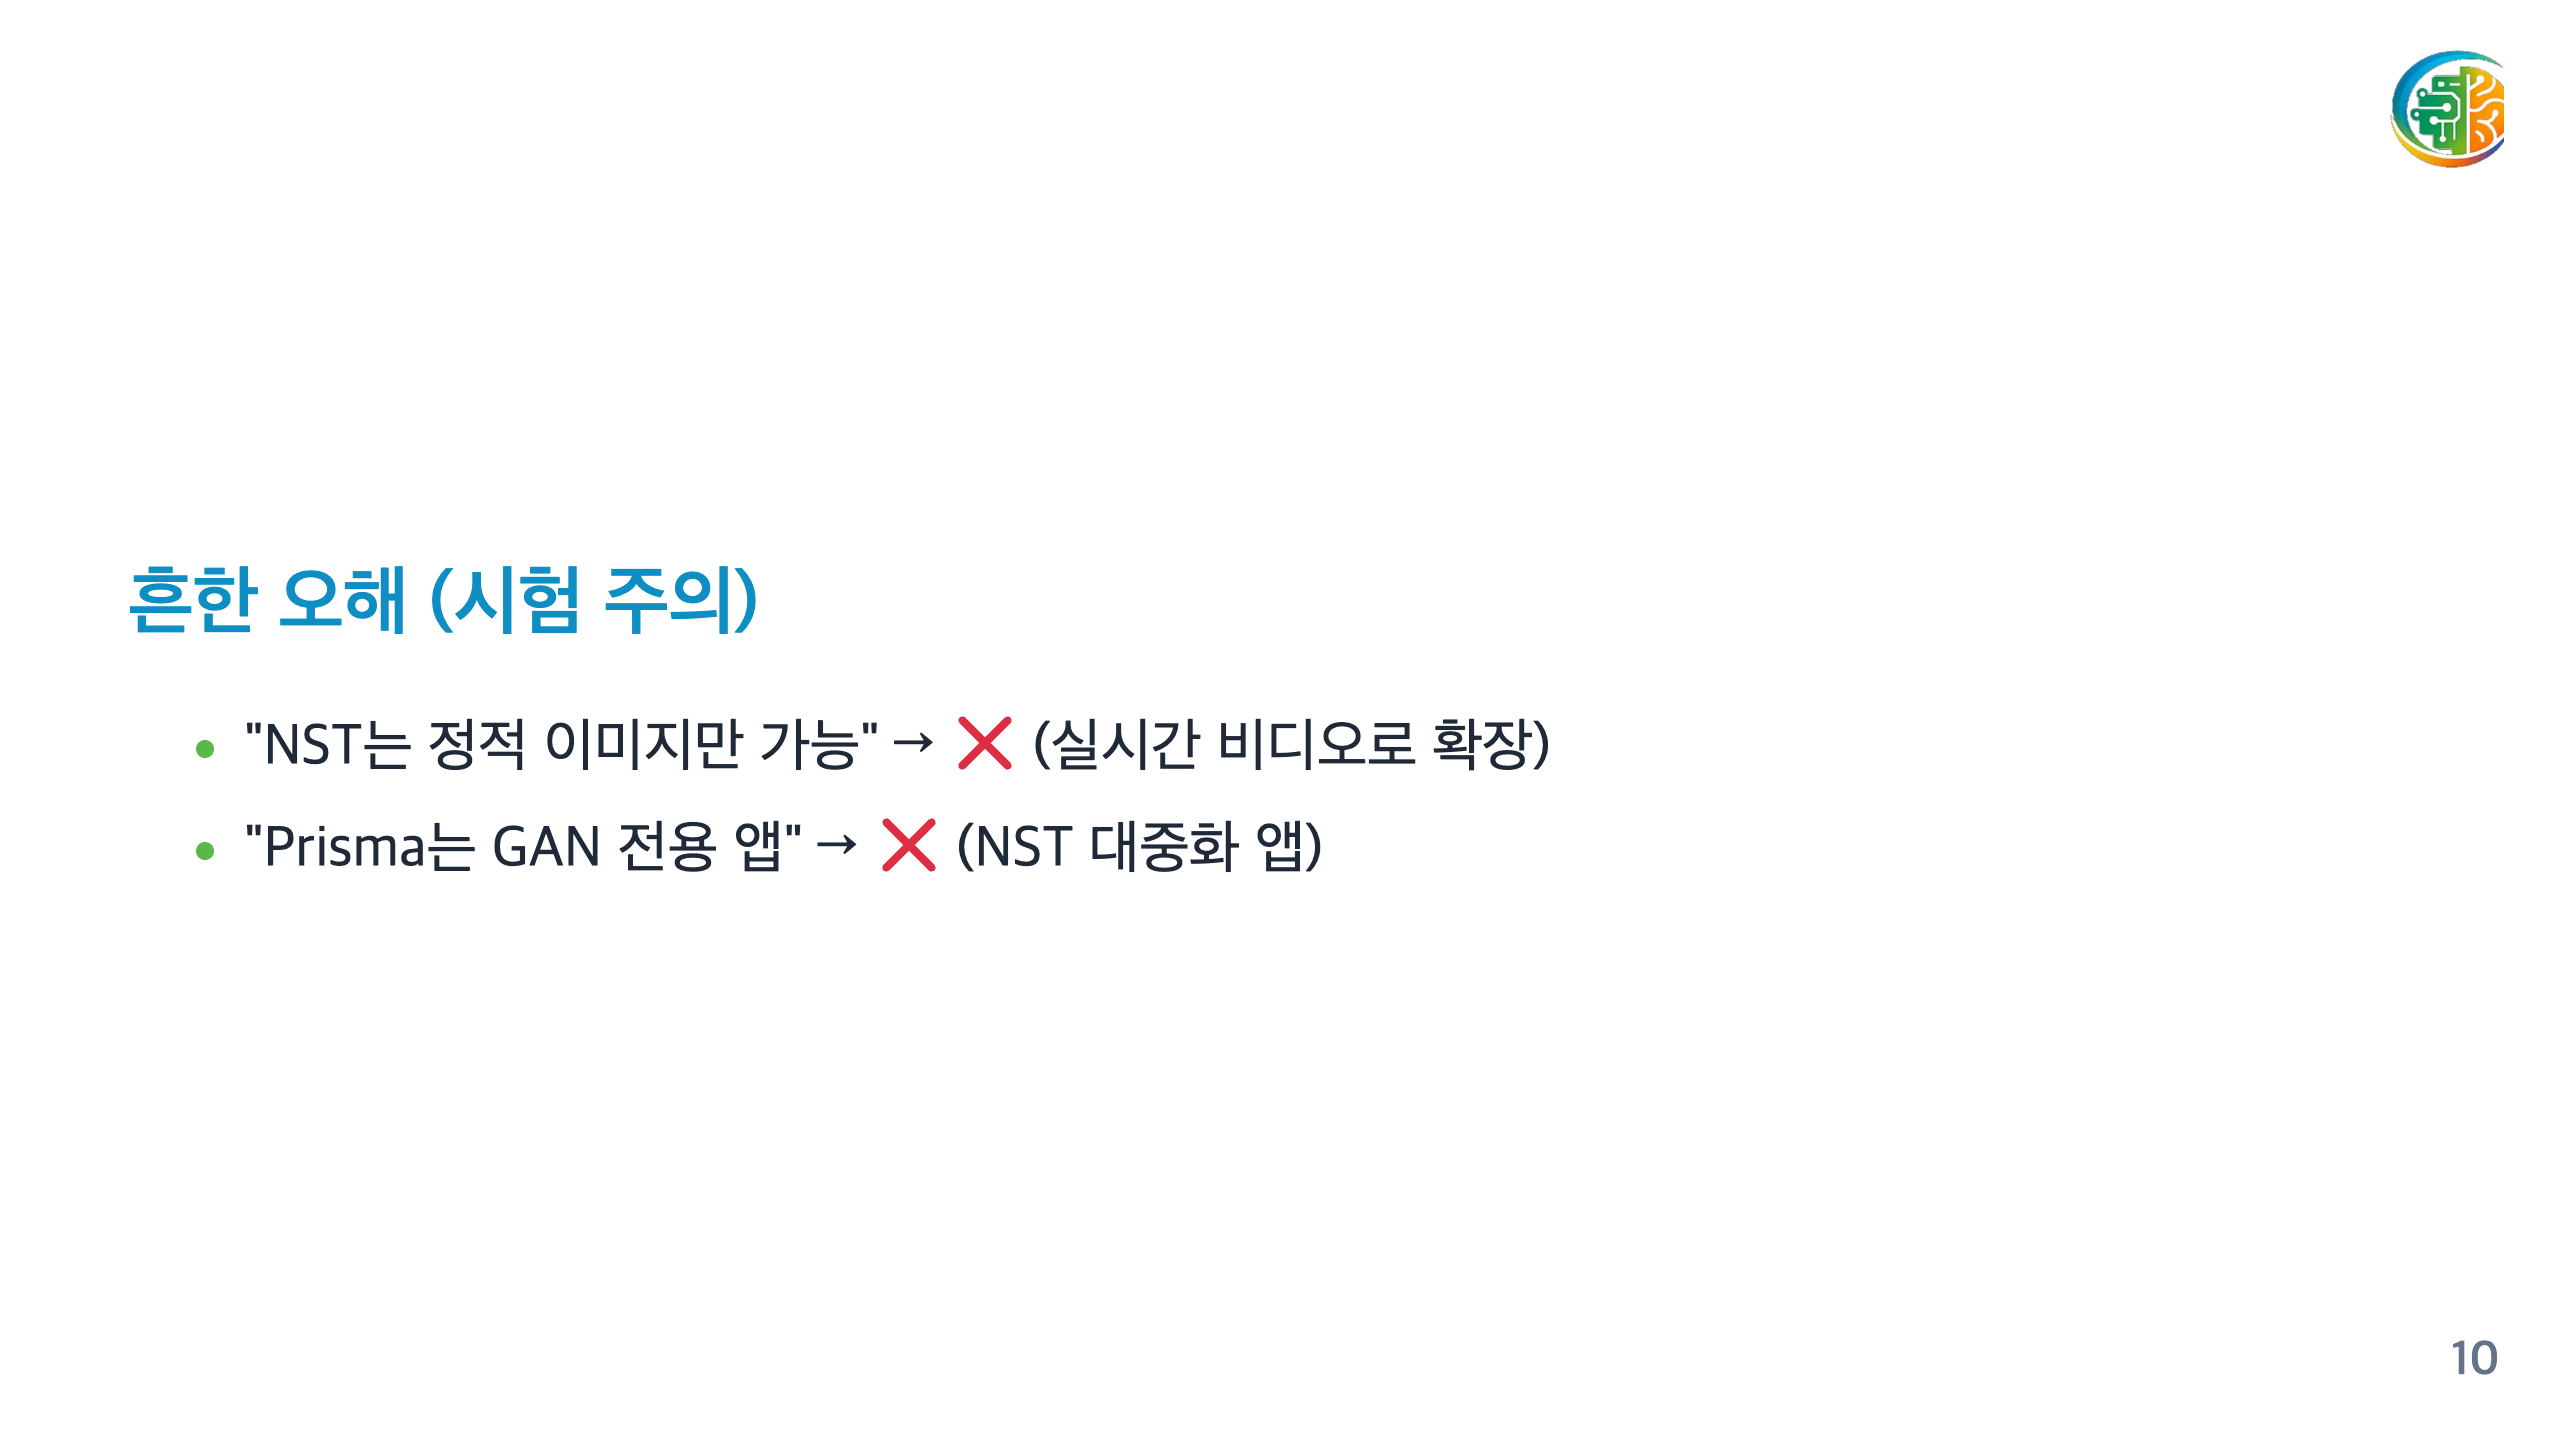 흔한 오해 (시험 주의)
• "NST는 정적 이미지만 가능" → ❌ (실시간 비디오로 확장)
• "Prisma는 GAN 전용 앱" → ❌ (NST 대중화 앱)
10